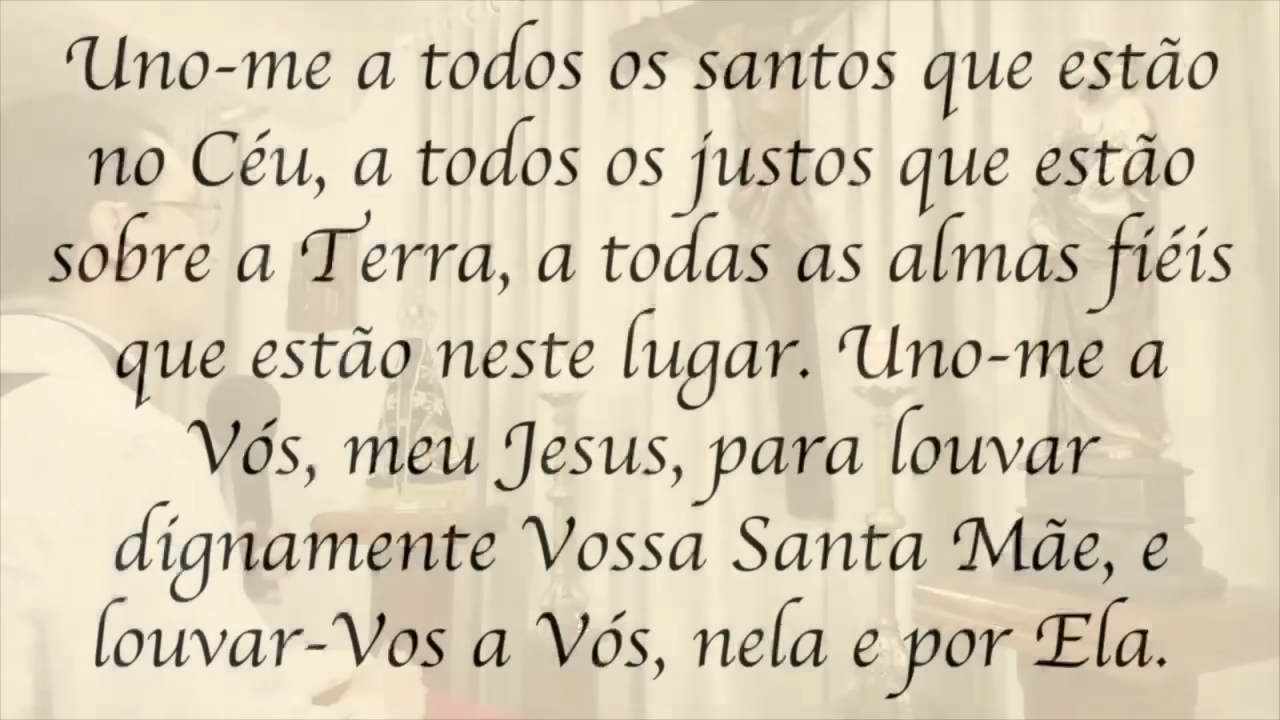 Uno-me a todos os santos que estão
no Céu, a todos os justos que estão
sobre a Terra, a todas as almas fiéis
que estão neste lugar. Uno-me a
Vós, meu Jesus, para louvar
dignamente Vossa Santa Mãe, e
louvar-Vos a Vós, nela e por Ela.